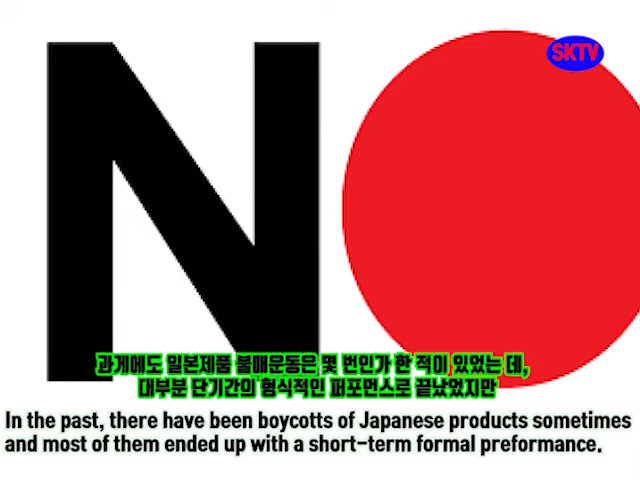 SKTV
NO
과거에도 일본제품 불매운동은 몇 번인가 한 적이 있었는 데,
대부분 단기간의 형식적인 퍼포먼스로 끝났었지만
In the past, there have been boycotts of Japanese products sometimes
and most of them ended up with a short-term formal preformance.